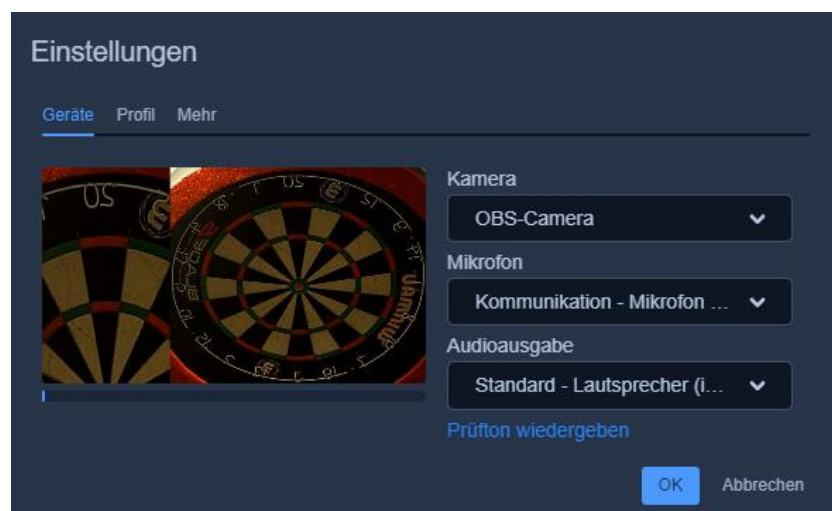 Einstellungen
Geräte Profil Mehr
Kamera
OBS-Camera
Mikrofon
Kommunikation - Mikrofon ...
Audioausgabe
Standard - Lautsprecher (i...
Prüfton wiedergeben
OK Abbrechen